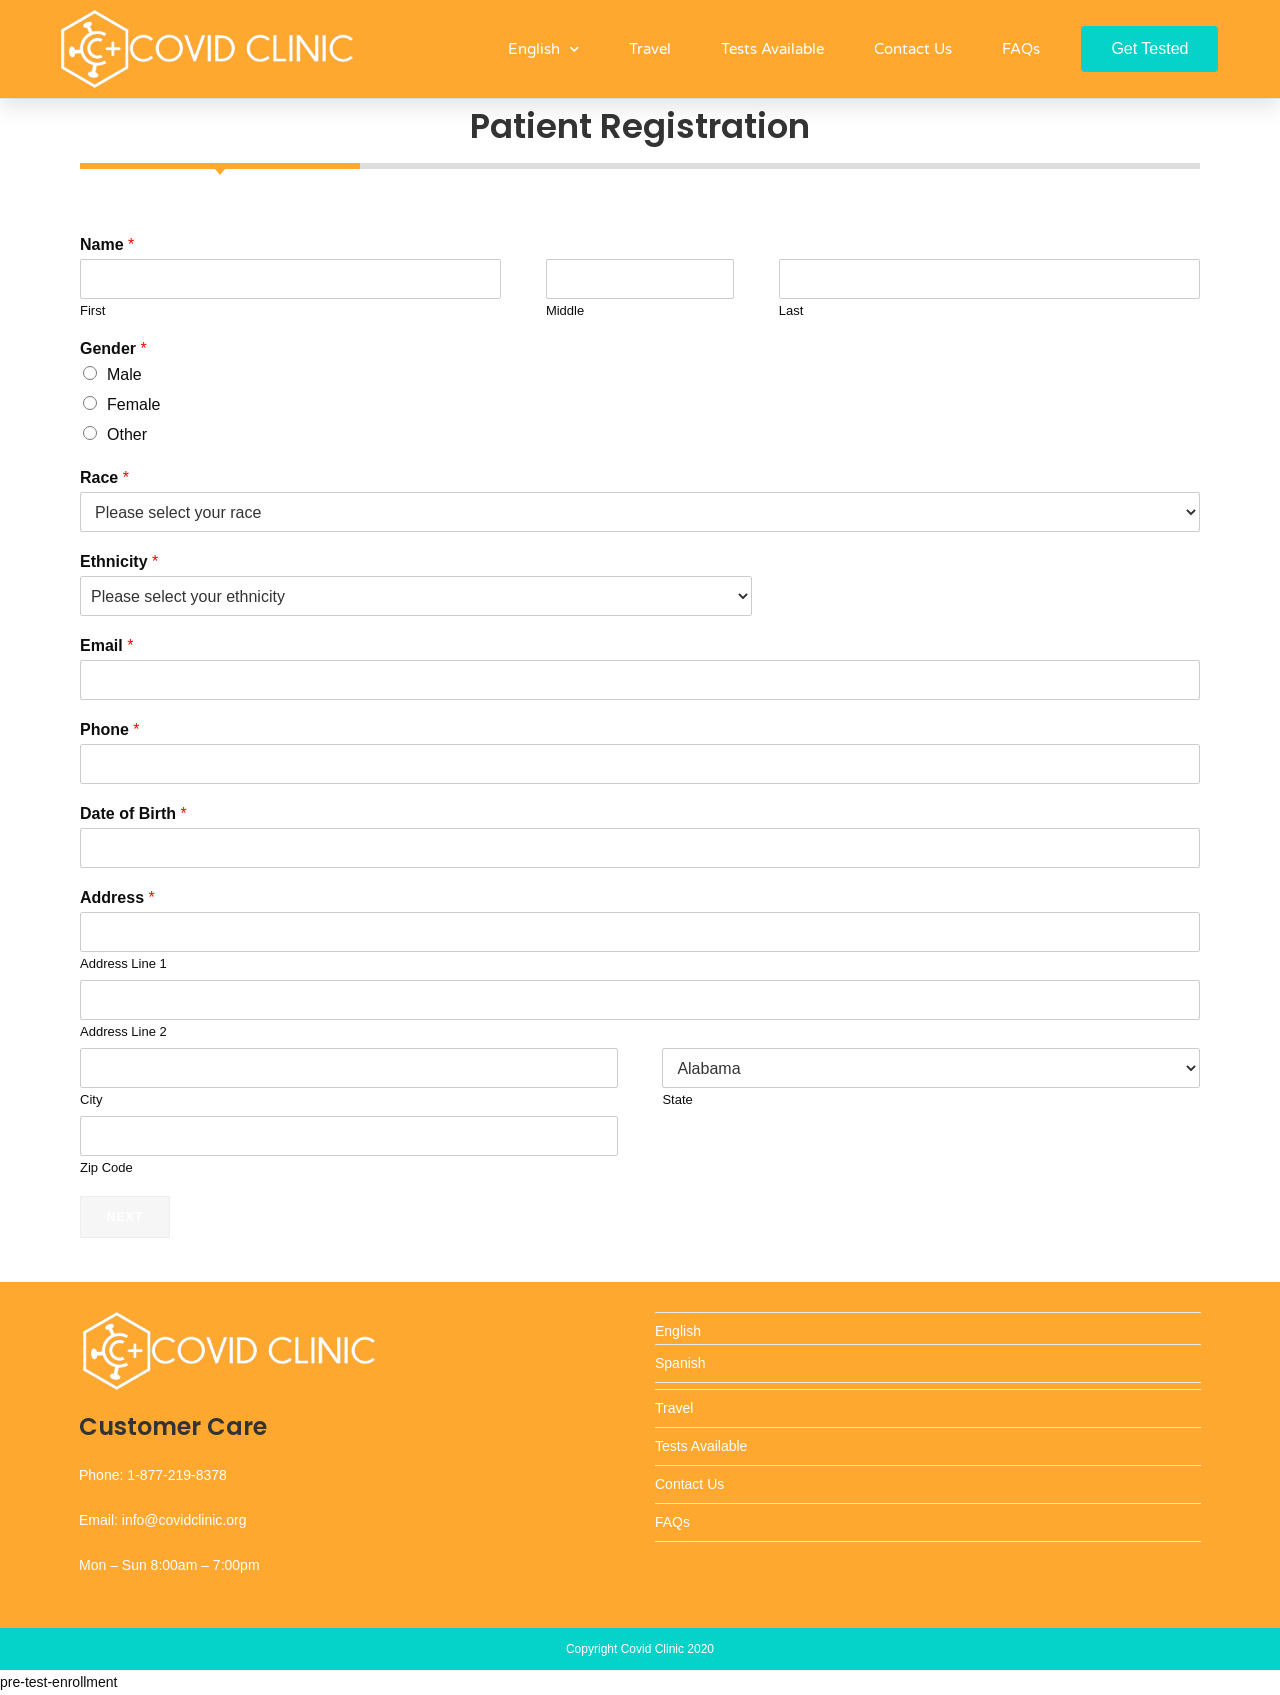 COVID CLINIC
English
Travel
Tests Available
Contact Us
FAQs
Get Tested
Patient Registration
Name *
First
Middle
Last
Gender *
Male
Female
Other
Race *
Please select your race
Ethnicity *
Please select your ethnicity
Email *
Phone *
Date of Birth *
Address *
Address Line 1
Address Line 2
Alabama
City
State
Zip Code
NEXT
COVID CLINIC
Customer Care
Phone: 1-877-219-8378
Email: info@covidclinic.org
Mon – Sun 8:00am – 7:00pm
English
Spanish
Travel
Tests Available
Contact Us
FAQs
Copyright Covid Clinic 2020
pre-test-enrollment